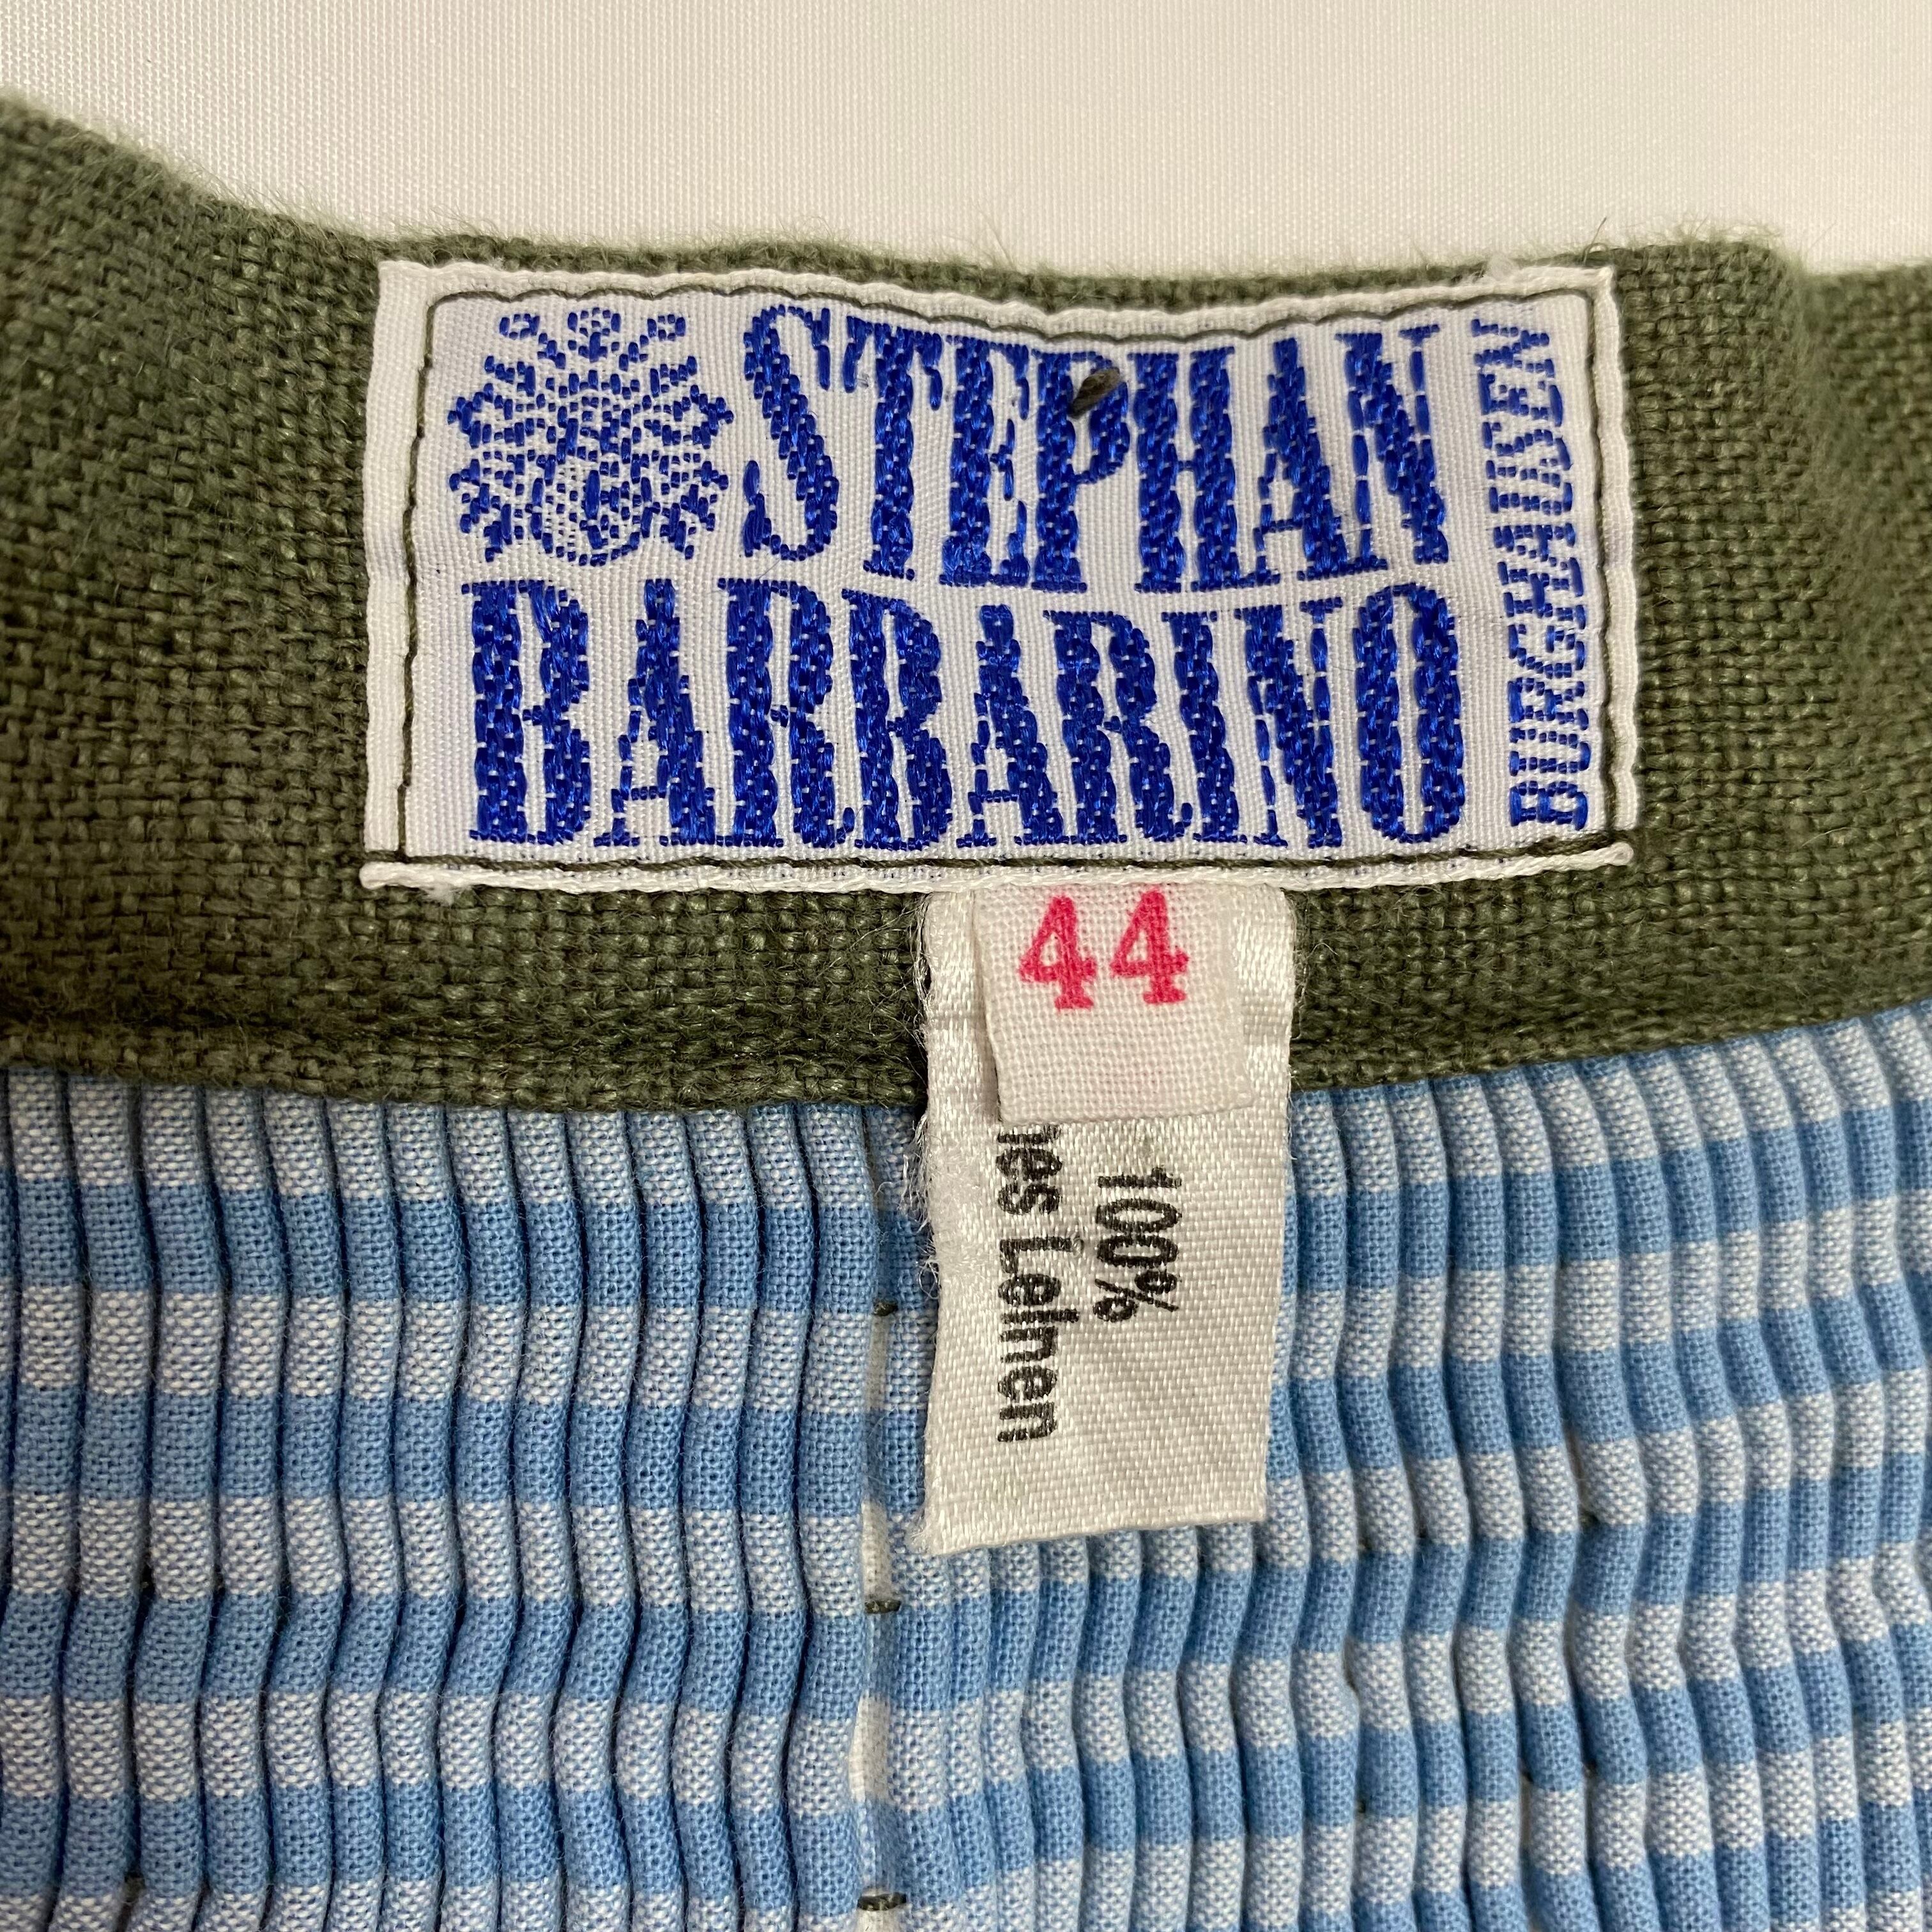 STEPHAN
BARBARINO
BURGHAUSEN
44
100%
Leinen